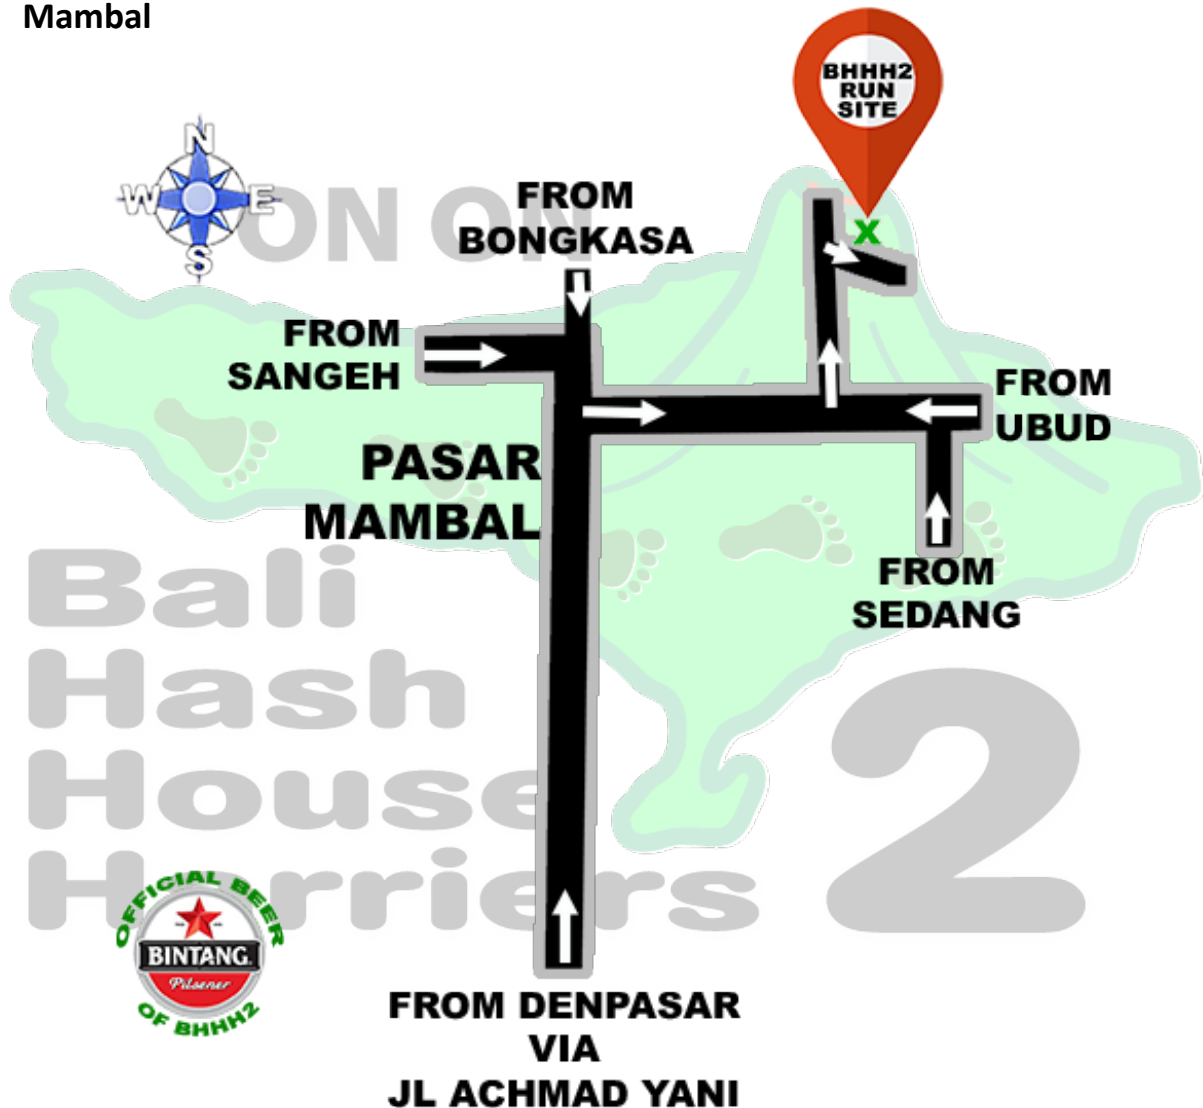 Mambal
BHHH2
RUN
SITE
N
W E
S
ON ON
FROM
BONGKASA
FROM
SANGEH
FROM
UBUD
PASAR
MAMBAL
X
FROM
SEDANG
Bali
Hash
House
Harriers 2
OFFICIAL BEER
BINTANG
Pilsener
OF BHHH2
FROM DENPASAR
VIA
JL ACHMAD YANI